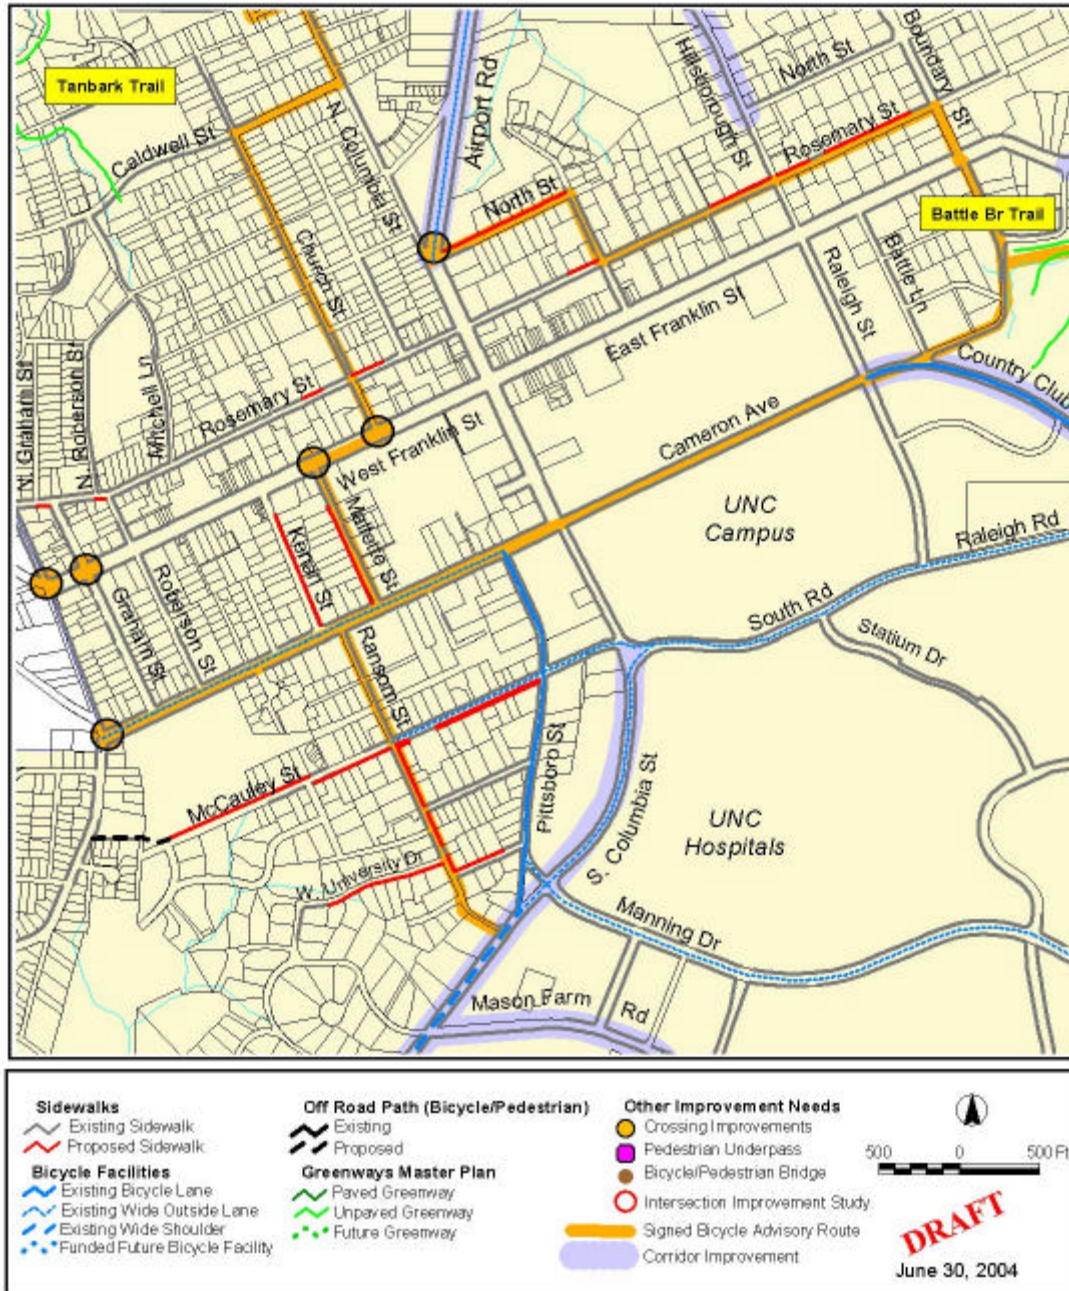 Tanbark Trail
Caldwell St
N. Columbia St
Airport Rd
Hillsborough St
North St
Boundary St
Rosemary St
North St
Battle Br Trail
Church St
Raleigh St
Battle Ln
East Franklin St
Country Club
N. Graham St
N. Roberson St
Mitchell Ln
Rosemary St
West Franklin St
Cameron Ave
UNC
Campus
Raleigh Rd
Kenan St
Mallette St
Roberson St
Graham St
Ransom St
South Rd
Statium Dr
McCauley St
Pittsboro St
S. Columbia St
UNC
Hospitals
W. University Dr
Manning Dr
Mason Farm Rd
Sidewalks
Existing Sidewalk
Proposed Sidewalk
Bicycle Facilities
Existing Bicycle Lane
Existing Wide Outside Lane
Existing Wide Shoulder
Funded Future Bicycle Facility
Off Road Path (Bicycle/Pedestrian)
Existing
Proposed
Greenways Master Plan
Paved Greenway
Unpaved Greenway
Future Greenway
Other Improvement Needs
Crossing Improvements
Pedestrian Underpass
Bicycle/Pedestrian Bridge
Intersection Improvement Study
Signed Bicycle Advisory Route
Corridor Improvement
500 0 500 Ft
DRAFT
June 30, 2004